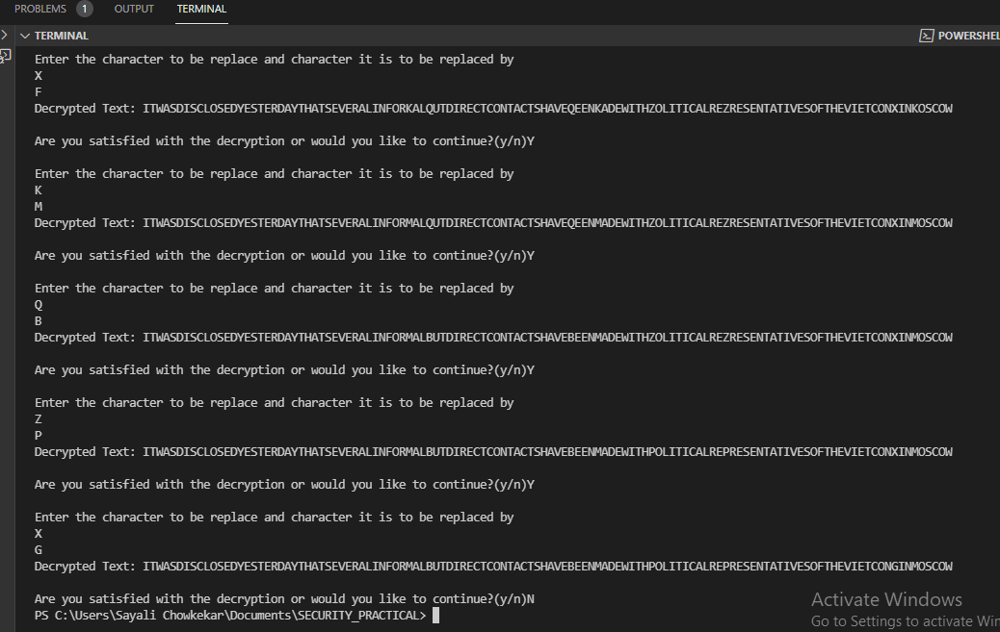 PROBLEMS 1 OUTPUT TERMINAL
TERMINAL POWERSHEL
Enter the character to be replace and character it is to be replaced by
X
F
Decrypted Text: ITWASDISCLOSEDYESTERDAYTHATSEVERALINFORKALQUTDIRECTCONTACTSHAVEQEENKADEWITHZOLITICALREZRESENTATIVESOFTHEVIETCONXINKOSCOW
Are you satisfied with the decryption or would you like to continue?(y/n)Y
Enter the character to be replace and character it is to be replaced by
K
M
Decrypted Text: ITWASDISCLOSEDYESTERDAYTHATSEVERALINFORMALQUTDIRECTCONTACTSHAVEQEENMADEWITHZOLITICALREZRESENTATIVESOFTHEVIETCONXINMOSCOW
Are you satisfied with the decryption or would you like to continue?(y/n)Y
Enter the character to be replace and character it is to be replaced by
Q
B
Decrypted Text: ITWASDISCLOSEDYESTERDAYTHATSEVERALINFORMALBUTDIRECTCONTACTSHAVEBEENMADEWITHZOLITICALREZRESENTATIVESOFTHEVIETCONXINMOSCOW
Are you satisfied with the decryption or would you like to continue?(y/n)Y
Enter the character to be replace and character it is to be replaced by
Z
P
Decrypted Text: ITWASDISCLOSEDYESTERDAYTHATSEVERALINFORMALBUTDIRECTCONTACTSHAVEBEENMADEWITHPOLITICALREPRESENTATIVESOFTHEVIETCONXINMOSCOW
Are you satisfied with the decryption or would you like to continue?(y/n)Y
Enter the character to be replace and character it is to be replaced by
X
G
Decrypted Text: ITWASDISCLOSEDYESTERDAYTHATSEVERALINFORMALBUTDIRECTCONTACTSHAVEBEENMADEWITHPOLITICALREPRESENTATIVESOFTHEVIETCONGINMOSCOW
Are you satisfied with the decryption or would you like to continue?(y/n)N
PS C:\Users\Sayali Chowkekar\Documents\SECURITY_PRACTICAL>
Activate Windows
Go to Settings to activate Win